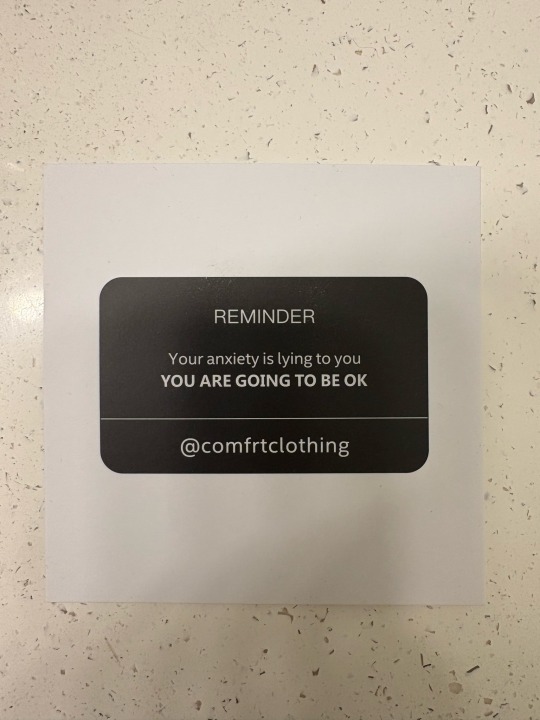 REMINDER
Your anxiety is lying to you
YOU ARE GOING TO BE OK
@comfrtclothing